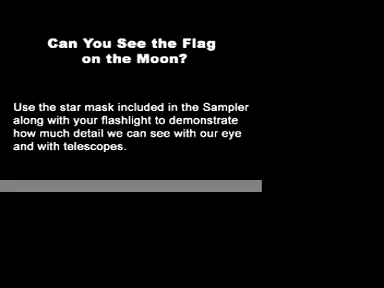 Can You See the Flag
on the Moon?
Use the star mask included in the Sampler
along with your flashlight to demonstrate
how much detail we can see with our eye
and with telescopes.